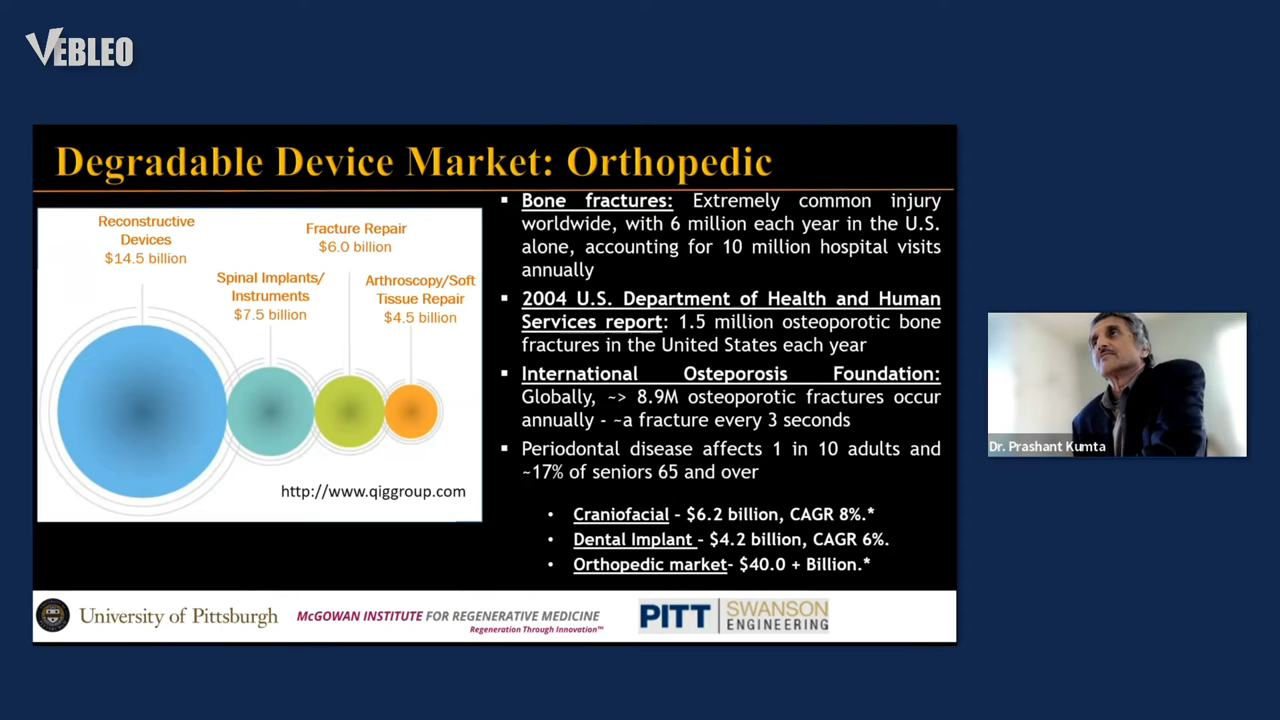 VEBLEO
Degradable Device Market: Orthopedic
Reconstructive
Devices
$14.5 billion
Spinal Implants/
Instruments
$7.5 billion
Fracture Repair
$6.0 billion
Arthroscopy/Soft
Tissue Repair
$4.5 billion
http://www.qiggroup.com
▪ Bone fractures: Extremely common injury
worldwide, with 6 million each year in the U.S.
alone, accounting for 10 million hospital visits
annually
▪ 2004 U.S. Department of Health and Human
Services report: 1.5 million osteoporotic bone
fractures in the United States each year
▪ International Osteporosis Foundation:
Globally, ~> 8.9M osteoporotic fractures occur
annually - ~a fracture every 3 seconds
▪ Periodontal disease affects 1 in 10 adults and
~17% of seniors 65 and over
• Craniofacial – $6.2 billion, CAGR 8%.*
• Dental Implant – $4.2 billion, CAGR 6%.
• Orthopedic market- $40.0 + Billion.*
Dr. Prashant Kumta
University of Pittsburgh
McGOWAN INSTITUTE FOR REGENERATIVE MEDICINE
Regeneration Through Innovation™
PITT
SWANSON
ENGINEERING